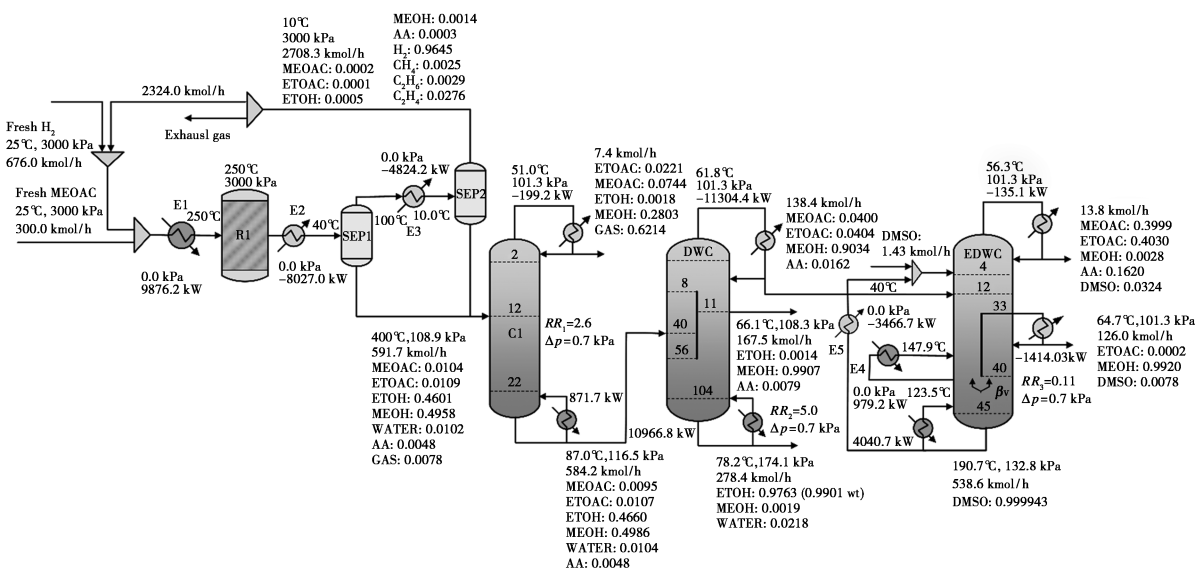 10℃
3000 kPa
2708.3 kmol/h
MEOAC: 0.0002
ETOAC: 0.0001
ETOH: 0.0005
MEOH: 0.0014
AA: 0.0003
H2: 0.9645
CH4: 0.0025
C2H6: 0.0029
C2H4: 0.0276
2324.0 kmol/h
Exhausl gas
Fresh H2
25℃, 3000 kPa
676.0 kmol/h
Fresh MEOAC
25℃, 3000 kPa
300.0 kmol/h
E1
250℃
0.0 kPa
9876.2 kW
250℃
3000 kPa
R1
E2
40℃
0.0 kPa
−8027.0 kW
SEP1
0.0 kPa
−4824.2 kW
100℃
10.0℃
E3
SEP2
400℃,108.9 kPa
591.7 kmol/h
MEOAC: 0.0104
ETOAC: 0.0109
ETOH: 0.4601
MEOH: 0.4958
WATER: 0.0102
AA: 0.0048
GAS: 0.0078
51.0℃
101.3 kPa
−199.2 kW
2
12
C1
22
RR1=2.6
Δp=0.7 kPa
871.7 kW
7.4 kmol/h
ETOAC: 0.0221
MEOAC: 0.0744
ETOH: 0.0018
MEOH: 0.2803
GAS: 0.6214
87.0℃,116.5 kPa
584.2 kmol/h
MEOAC: 0.0095
ETOAC: 0.0107
ETOH: 0.4660
MEOH: 0.4986
WATER: 0.0104
AA: 0.0048
61.8℃
101.3 kPa
−11304.4 kW
DWC
8
11
40
56
104
10966.8 kW
138.4 kmol/h
MEOAC: 0.0400
ETOAC: 0.0404
MEOH: 0.9034
AA: 0.0162
66.1℃,108.3 kPa
167.5 kmol/h
ETOH: 0.0014
MEOH: 0.9907
AA: 0.0079
RR2=5.0
Δp=0.7 kPa
78.2℃,174.1 kPa
278.4 kmol/h
ETOH: 0.9763 (0.9901 wt)
MEOH: 0.0019
WATER: 0.0218
DMSO:
1.43 kmol/h
40℃
0.0 kPa
−3466.7 kW
E5
147.9℃
E4
0.0 kPa
979.2 kW
123.5℃
4040.7 kW
56.3℃
101.3 kPa
−135.1 kW
EDWC
4
12
33
40
βv
45
13.8 kmol/h
MEOAC: 0.3999
ETOAC: 0.4030
MEOH: 0.0028
AA: 0.1620
DMSO: 0.0324
64.7℃,101.3 kPa
126.0 kmol/h
ETOAC: 0.0002
MEOH: 0.9920
DMSO: 0.0078
−1414.03kW
RR3=0.11
Δp=0.7 kPa
190.7℃, 132.8 kPa
538.6 kmol/h
DMSO: 0.999943